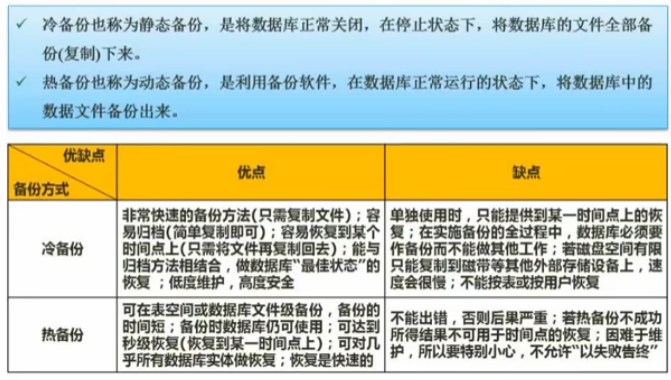 ✓ 冷备份也称为静态备份，是将数据库正常关闭，在停止状态下，将数据库的文件全部备
份(复制)下来。
✓ 热备份也称为动态备份，是利用备份软件，在数据库正常运行的状态下，将数据库中的
数据文件备份出来。
优缺点
备份方式
优点
缺点
冷备份
非常快速的备份方法(只需复制文件)；容
易归档(简单复制即可)；容易恢复到某个
时间点上(只需将文件再复制回去)；能与
归档方法相结合，做数据库“最佳状态”的
恢复；低度维护，高度安全
单独使用时，只能提供到某一时间点上的恢
复；在实施备份的全过程中，数据库必须要
作备份而不能做其他工作；若磁盘空间有限
只能复制到磁带等其他外部存储设备上，速
度会很慢；不能按表或按用户恢复
热备份
可在表空间或数据库文件级备份，备份的
时间短；备份时数据库仍可使用；可达到
秒级恢复(恢复到某一时间点上)；可对几
乎所有数据库实体做恢复；恢复是快速的
不能出错，否则后果严重；若热备份不成功
所得结果不可用于时间点的恢复；困难于维
护，所以要特别小心，不允许“以失败告终”